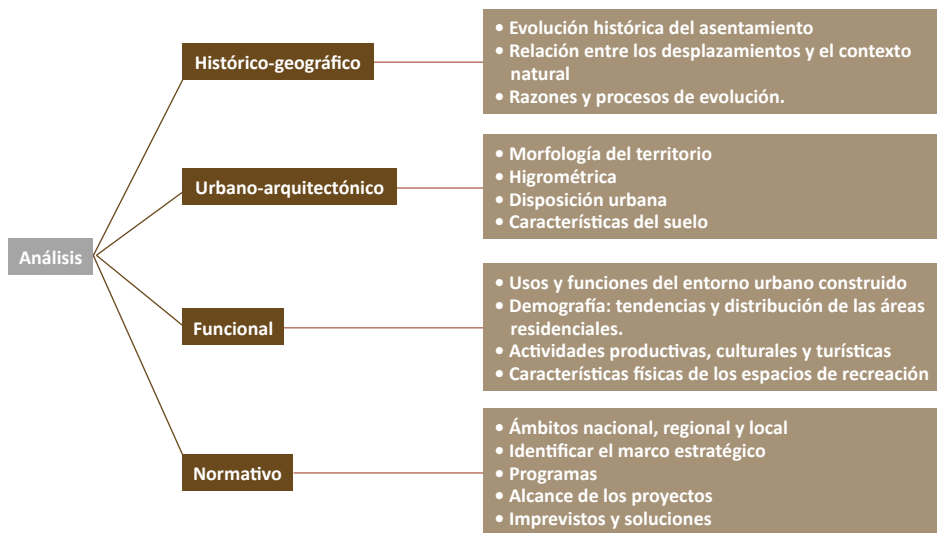 Análisis
Histórico-geográfico
• Evolución histórica del asentamiento
• Relación entre los desplazamientos y el contexto
natural
• Razones y procesos de evolución.
Urbano-arquitectónico
• Morfología del territorio
• Higrométrica
• Disposición urbana
• Características del suelo
Funcional
• Usos y funciones del entorno urbano construido
• Demografía: tendencias y distribución de las áreas
residenciales.
• Actividades productivas, culturales y turísticas
• Características físicas de los espacios de recreación
Normativo
• Ámbitos nacional, regional y local
• Identificar el marco estratégico
• Programas
• Alcance de los proyectos
• Imprevistos y soluciones